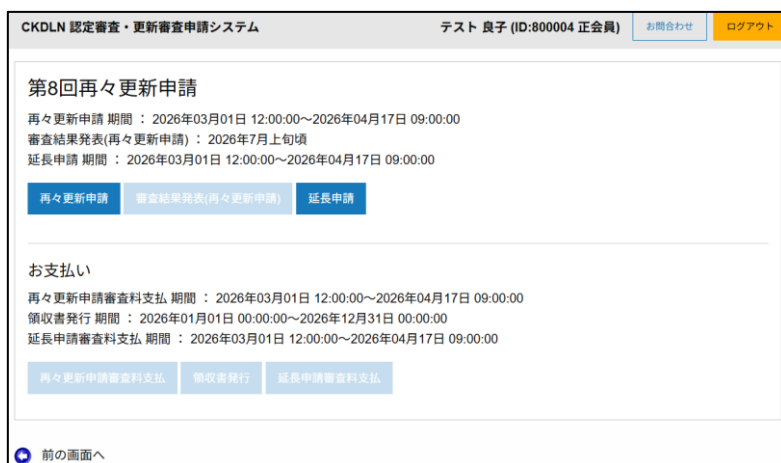 CKDLN 認定審査・更新審査申請システム
テスト 良子 (ID:800004 正会員)
お問合わせ
ログアウト
第8回再々更新申請
再々更新申請 期間 ： 2026年03月01日 12:00:00～2026年04月17日 09:00:00
審査結果発表(再々更新申請) ： 2026年7月上旬頃
延長申請 期間 ： 2026年03月01日 12:00:00～2026年04月17日 09:00:00
再々更新申請
審査結果発表(再々更新申請)
延長申請
お支払い
再々更新申請審査料支払 期間 ： 2026年03月01日 12:00:00～2026年04月17日 09:00:00
領収書発行 期間 ： 2026年01月01日 00:00:00～2026年12月31日 00:00:00
延長申請審査料支払 期間 ： 2026年03月01日 12:00:00～2026年04月17日 09:00:00
再々更新申請審査料支払
領収書発行
延長申請審査料支払
前の画面へ